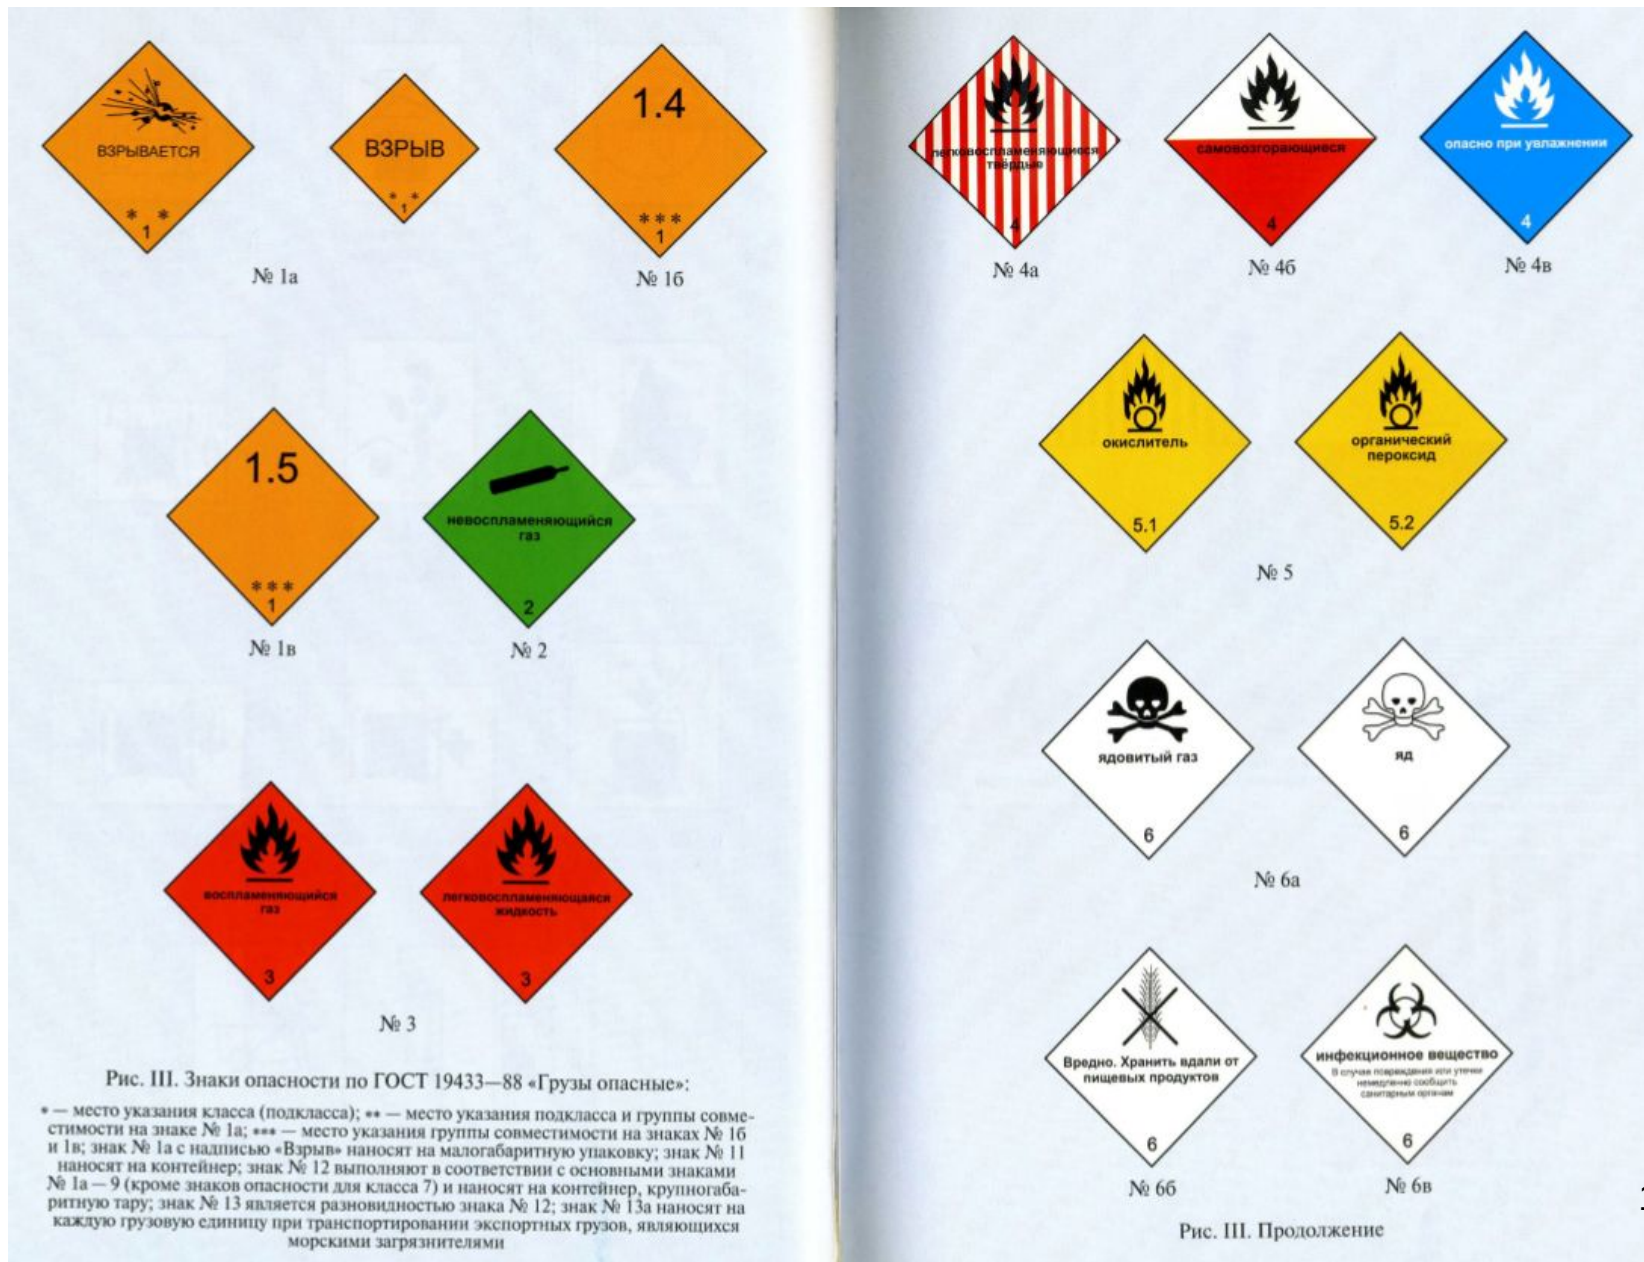 ВЗРЫВАЕТСЯ
* *
1
ВЗРЫВ
* *
1
№ 1а
1.4
***
1
№ 1б
1.5
***
1
№ 1в
невоспламеняющийся
газ
2
№ 2
воспламеняющийся
газ
3
легковоспламеняющаяся
жидкость
3
№ 3
Рис. III. Знаки опасности по ГОСТ 19433—88 «Грузы опасные»:
* — место указания класса (подкласса); ** — место указания подкласса и группы совме-
стимости на знаке № 1а; *** — место указания группы совместимости на знаках № 1б
и 1в; знак № 1а с надписью «Взрыв» наносят на малогабаритную упаковку; знак № 11
наносят на контейнер; знак № 12 выполняют в соответствии с основными знаками
№ 1а — 9 (кроме знаков опасности для класса 7) и наносят на контейнер, крупногаба-
ритную тару; знак № 13 является разновидностью знака № 12; знак № 13а наносят на
каждую грузовую единицу при транспортировании экспортных грузов, являющихся
морскими загрязнителями
легковоспламеняющиеся
твёрдые
4
№ 4а
самовозгорающиеся
4
№ 4б
опасно при увлажнении
4
№ 4в
окислитель
5.1
органический
пероксид
5.2
№ 5
ядовитый газ
6
яд
6
№ 6а
Вредно. Хранить вдали от
пищевых продуктов
6
№ 6б
инфекционное вещество
В случае повреждения или утечки
немедленно сообщить
санитарным органам
6
№ 6в
Рис. III. Продолжение